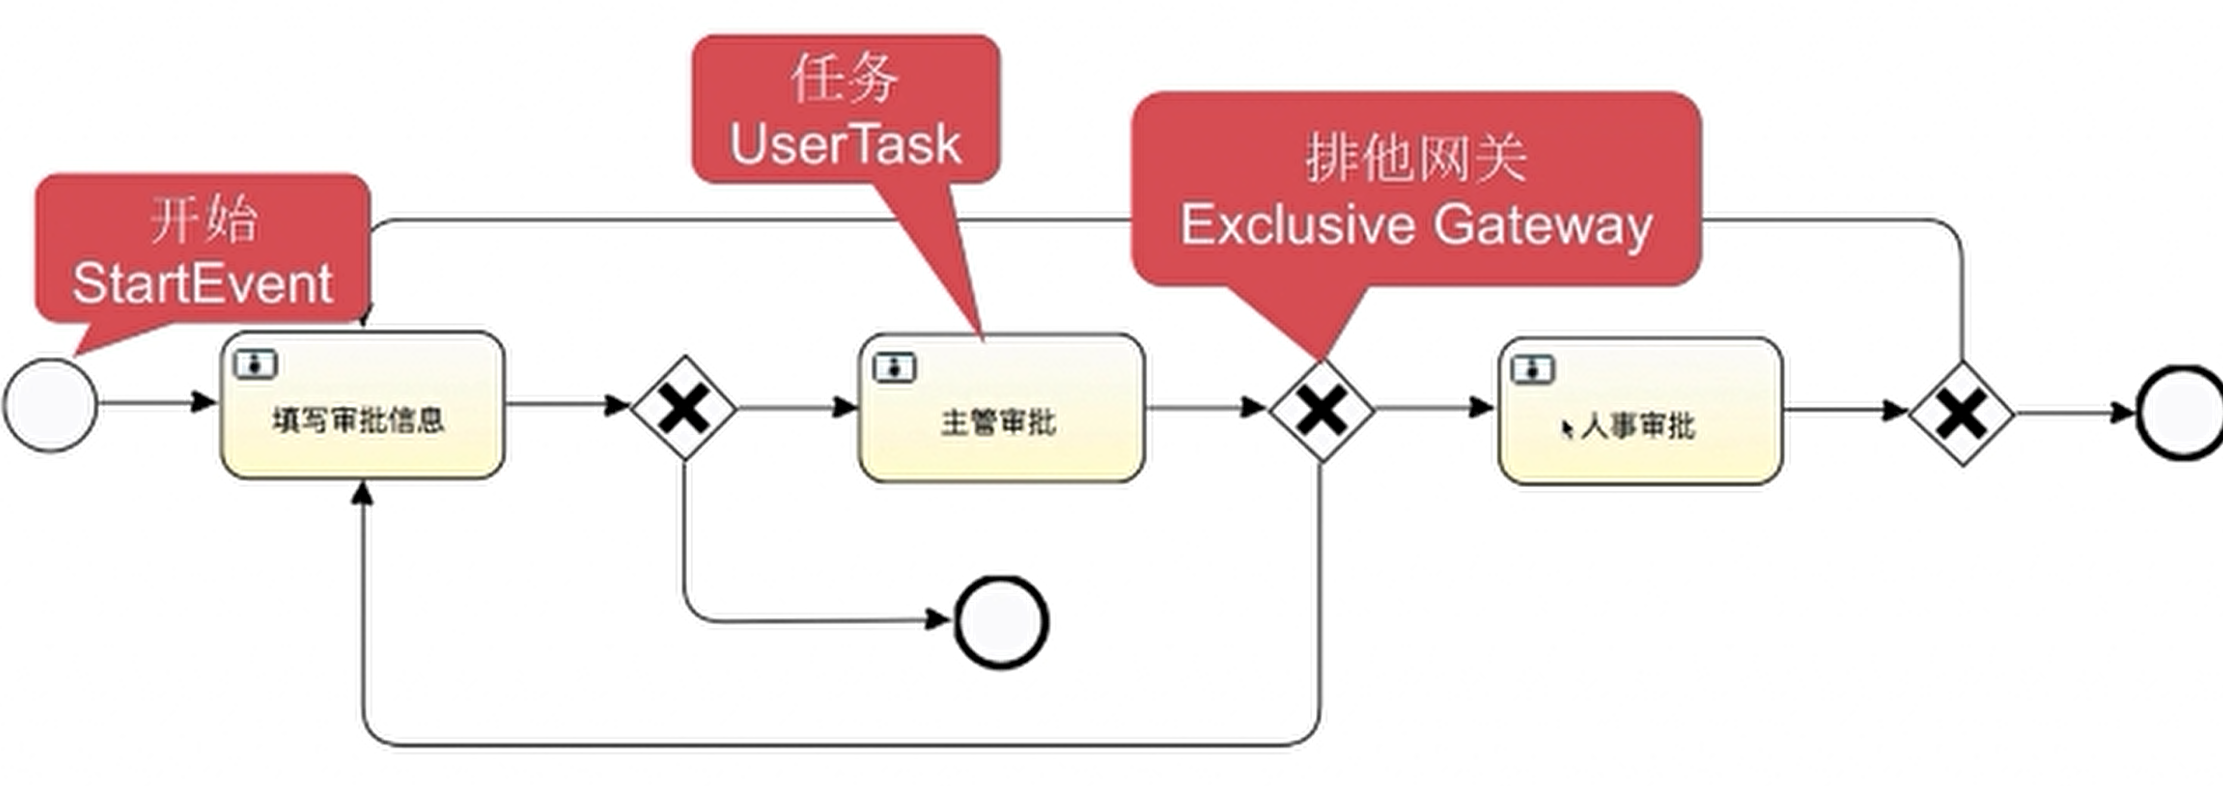 任务
UserTask
排他网关
Exclusive Gateway
开始
StartEvent
填写审批信息
主管审批
人事审批